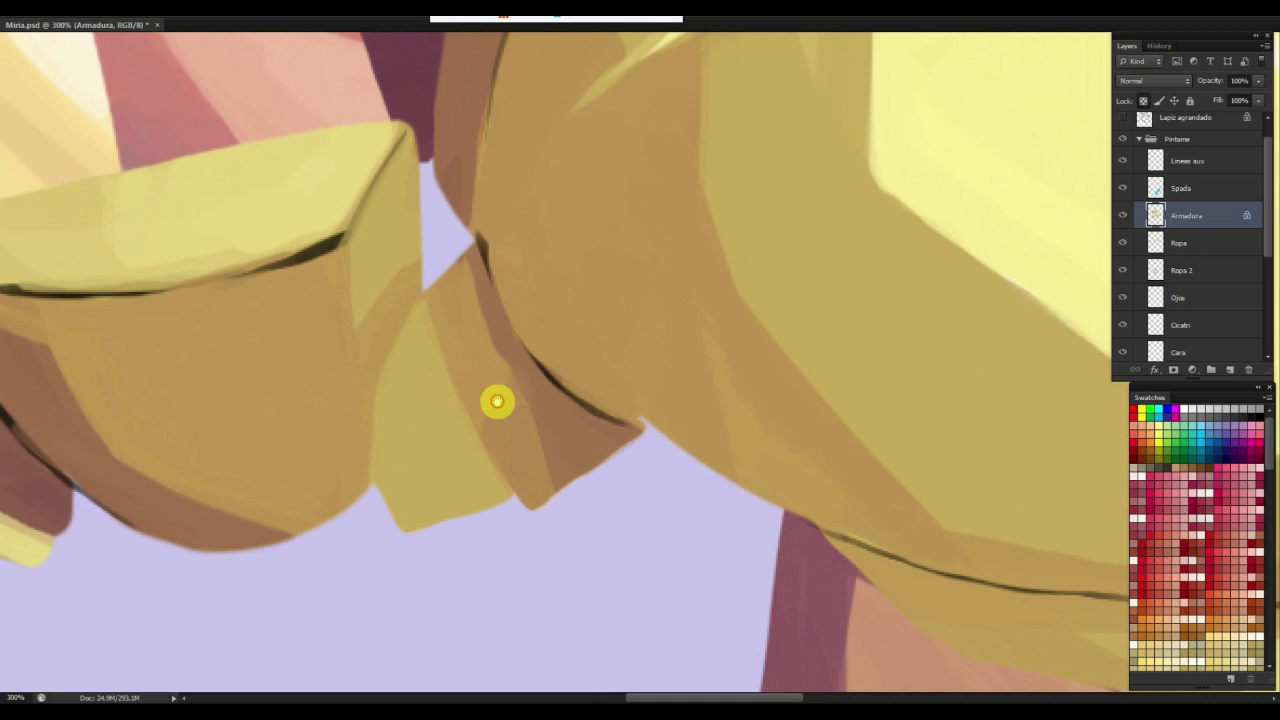 Miria.psd @ 300% (Armadura, RGB/8) * ×
Layers History
Kind
Normal Opacity: 100%
Lock: Fill: 100%
Lapiz agrandado
Pintame
Lineas aux
Spada
Armadura
Ropa
Ropa 2
Ojos
Cicatri
Cara
fx
Swatches
300% Doc: 24,9M/293,1M